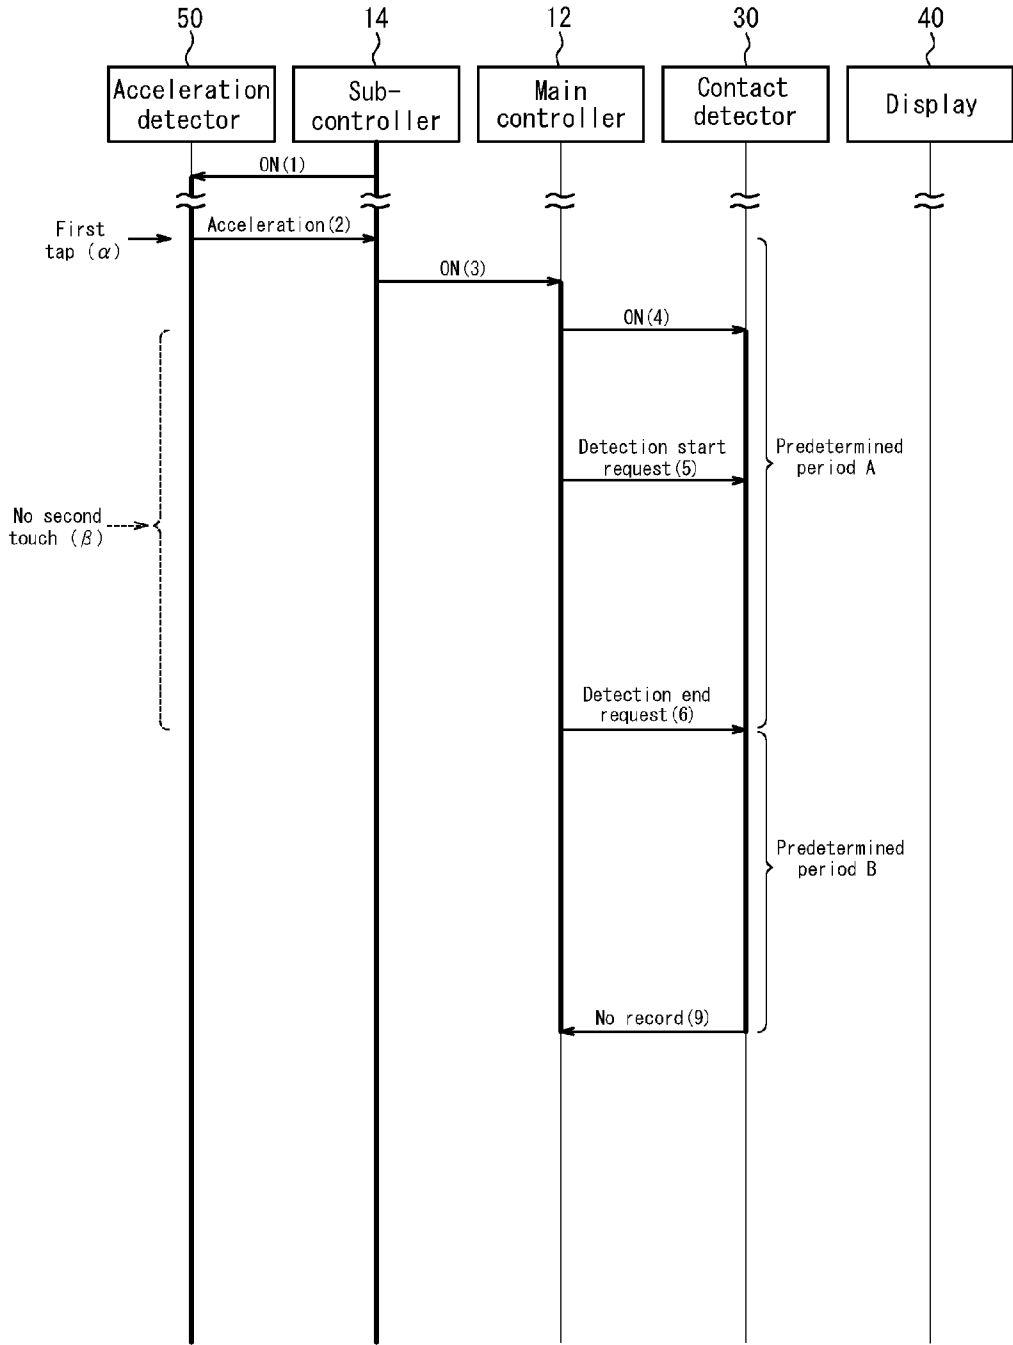 50
14
12
30
40
Acceleration
detector
Sub-
controller
Main
controller
Contact
detector
Display
ON(1)
First
tap (α)
Acceleration(2)
ON(3)
ON(4)
Detection start
request(5)
Predetermined
period A
No second
touch (β)
Detection end
request(6)
Predetermined
period B
No record(9)